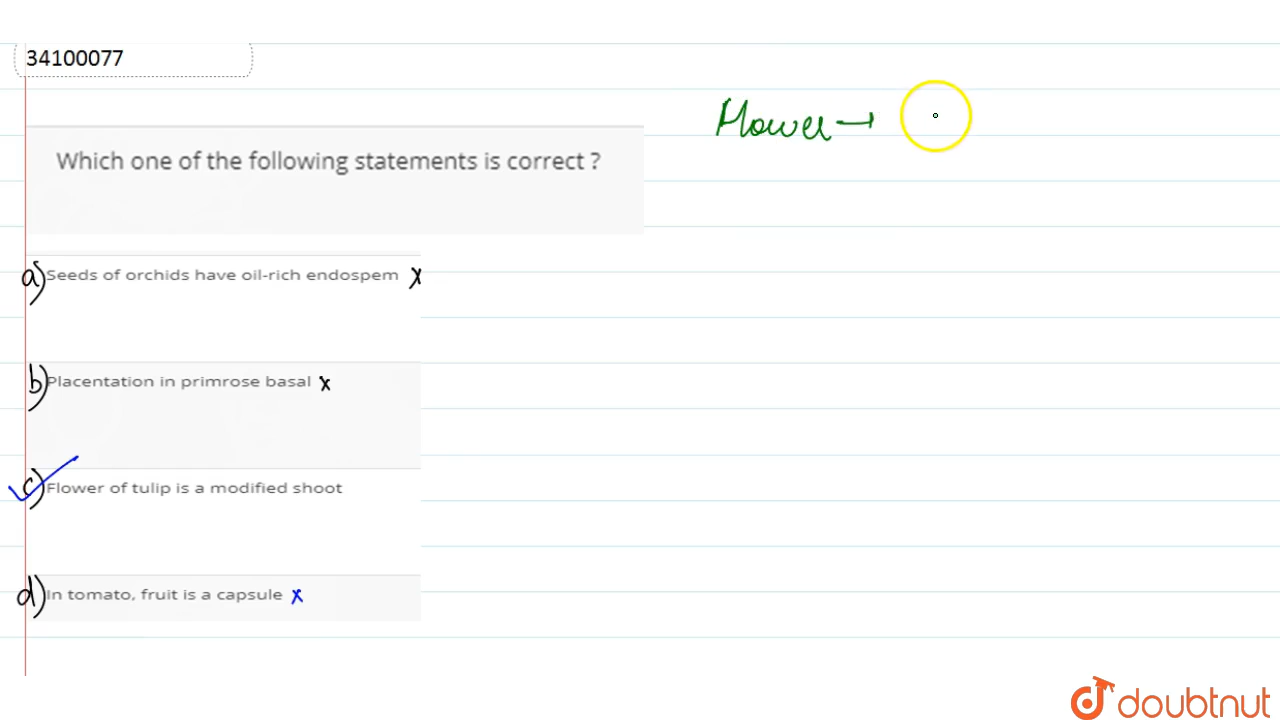 34100077
Flower →
Which one of the following statements is correct ?
a) Seeds of orchids have oil-rich endospem x
b) Placentation in primrose basal x
c) Flower of tulip is a modified shoot
d) In tomato, fruit is a capsule x
doubtnut